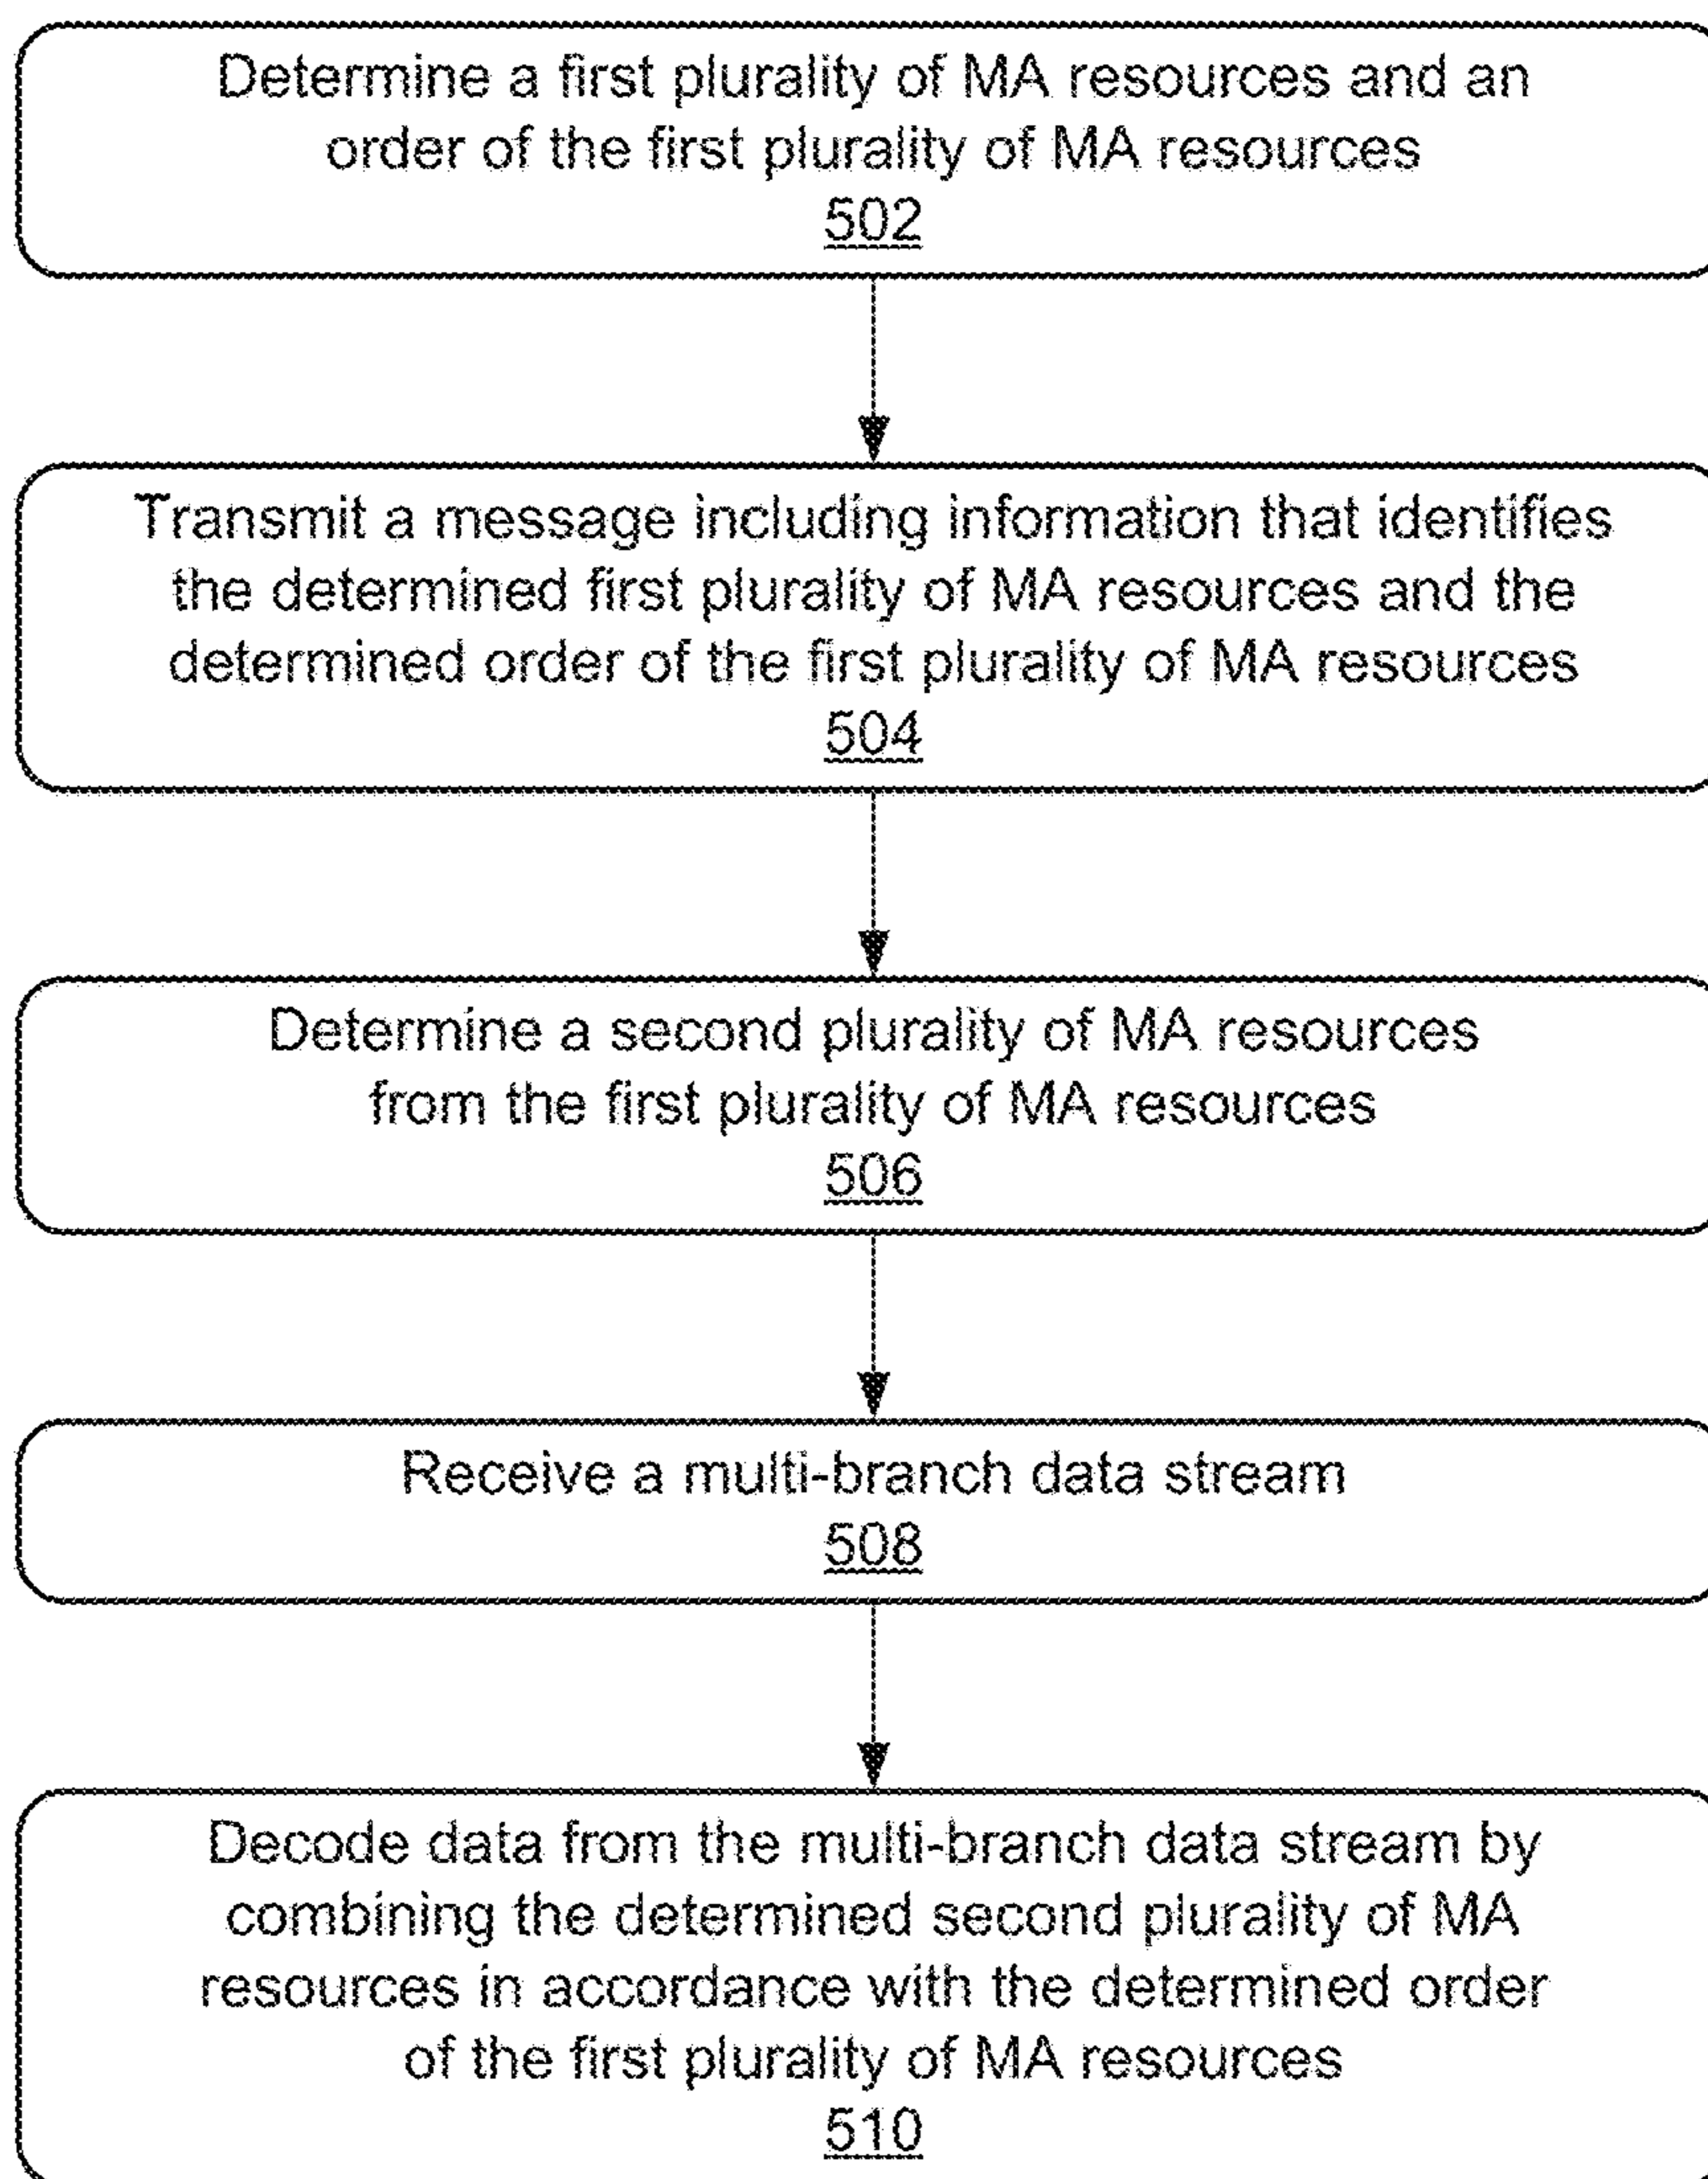 Determine a first plurality of MA resources and an
order of the first plurality of MA resources
502
Transmit a message including information that identifies
the determined first plurality of MA resources and the
determined order of the first plurality of MA resources
504
Determine a second plurality of MA resources
from the first plurality of MA resources
506
Receive a multi-branch data stream
508
Decode data from the multi-branch data stream by
combining the determined second plurality of MA
resources in accordance with the determined order
of the first plurality of MA resources
510